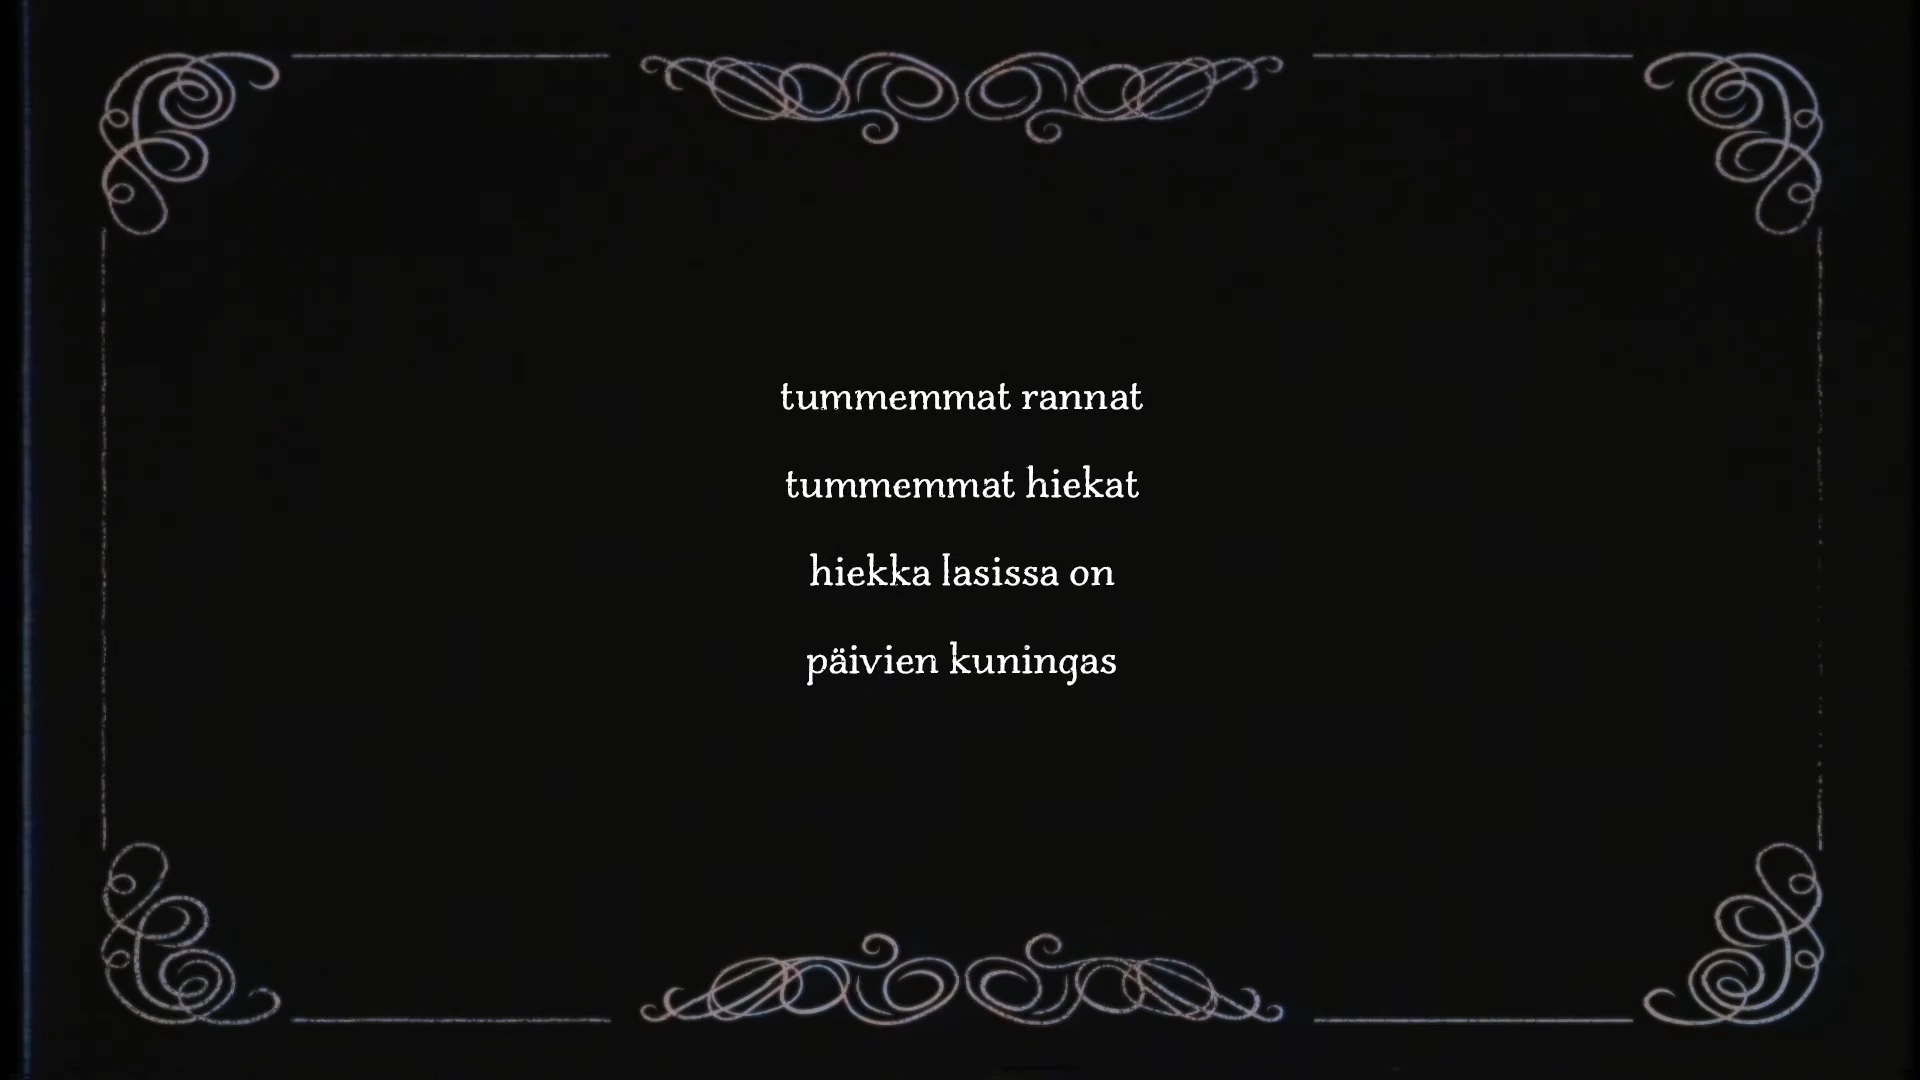 tummemmat rannat
tummemmat hiekat
hiekka lasissa on
päivien kuningas